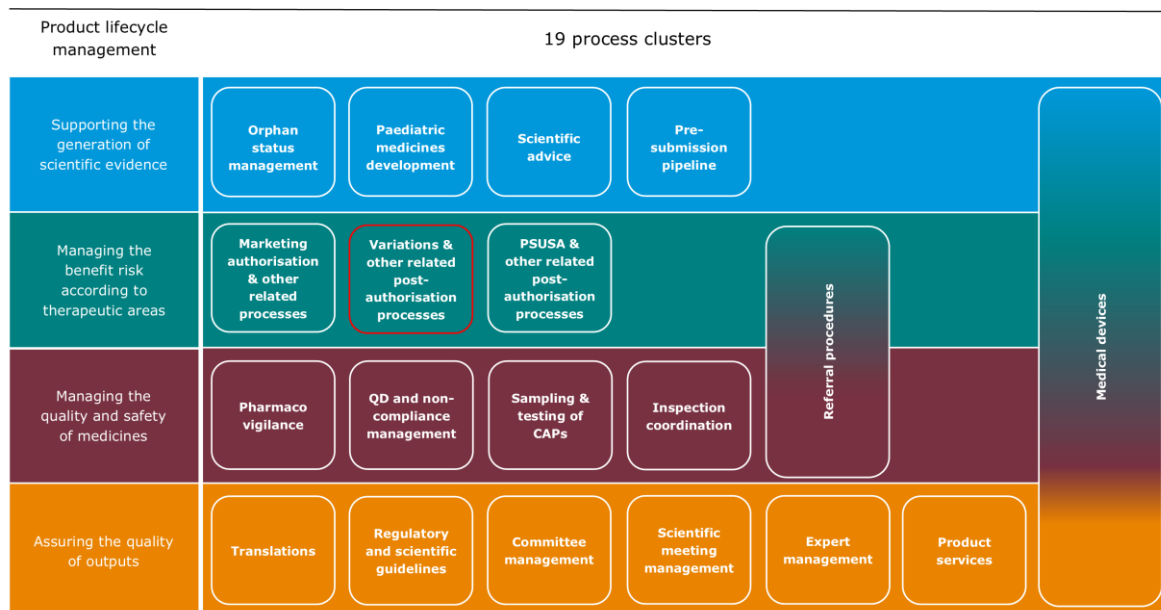 Product lifecycle
management
19 process clusters
Supporting the
generation of
scientific evidence
Orphan
status
management
Paediatric
medicines
development
Scientific
advice
Pre-
submission
pipeline
Managing the
benefit risk
according to
therapeutic areas
Marketing
authorisation
& other
related
processes
Variations &
other related
post-
authorisation
processes
PSUSA &
other related
post-
authorisation
processes
Referral procedures
Medical devices
Managing the
quality and safety
of medicines
Pharmaco
vigilance
QD and non-
compliance
management
Sampling &
testing of
CAPs
Inspection
coordination
Assuring the quality
of outputs
Translations
Regulatory
and scientific
guidelines
Committee
management
Scientific
meeting
management
Expert
management
Product
services